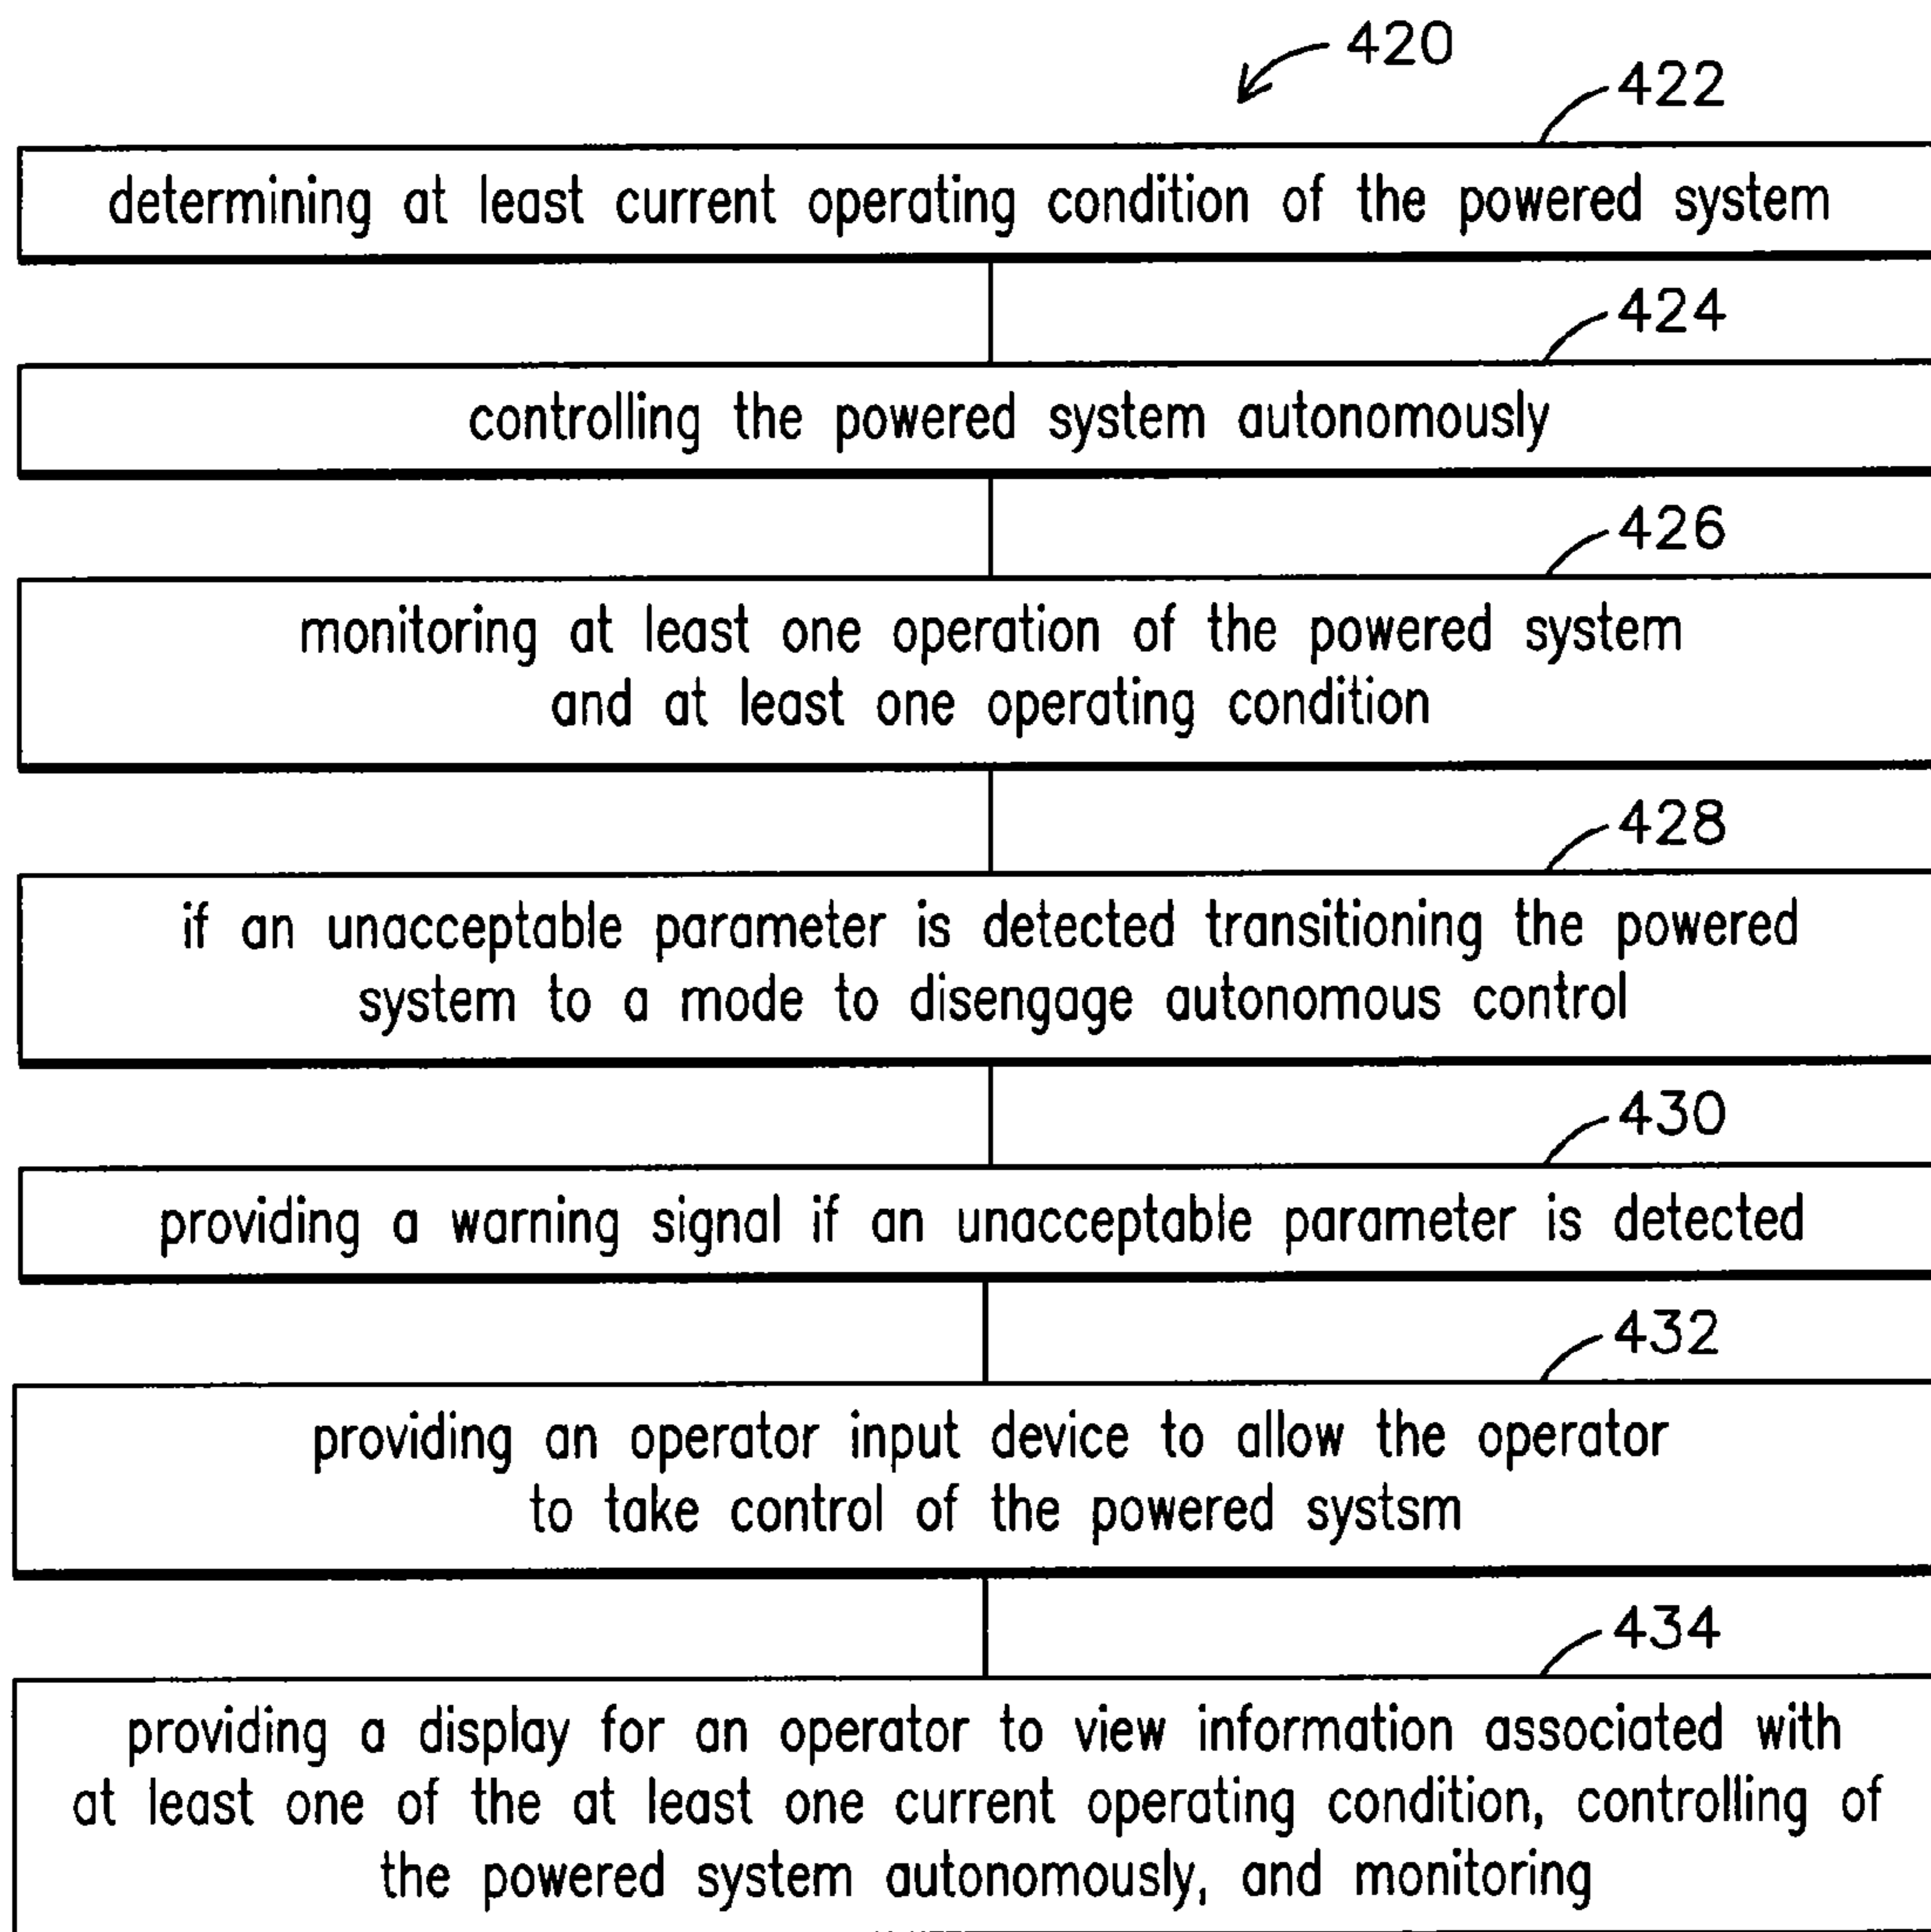 420
422
determining at least current operating condition of the powered system
424
controlling the powered system autonomously
426
monitoring at least one operation of the powered system
and at least one operating condition
428
if an unacceptable parameter is detected transitioning the powered
system to a mode to disengage autonomous control
430
providing a warning signal if an unacceptable parameter is detected
432
providing an operator input device to allow the operator
to take control of the powered systsm
434
providing a display for an operator to view information associated with
at least one of the at least one current operating condition, controlling of
the powered system autonomously, and monitoring